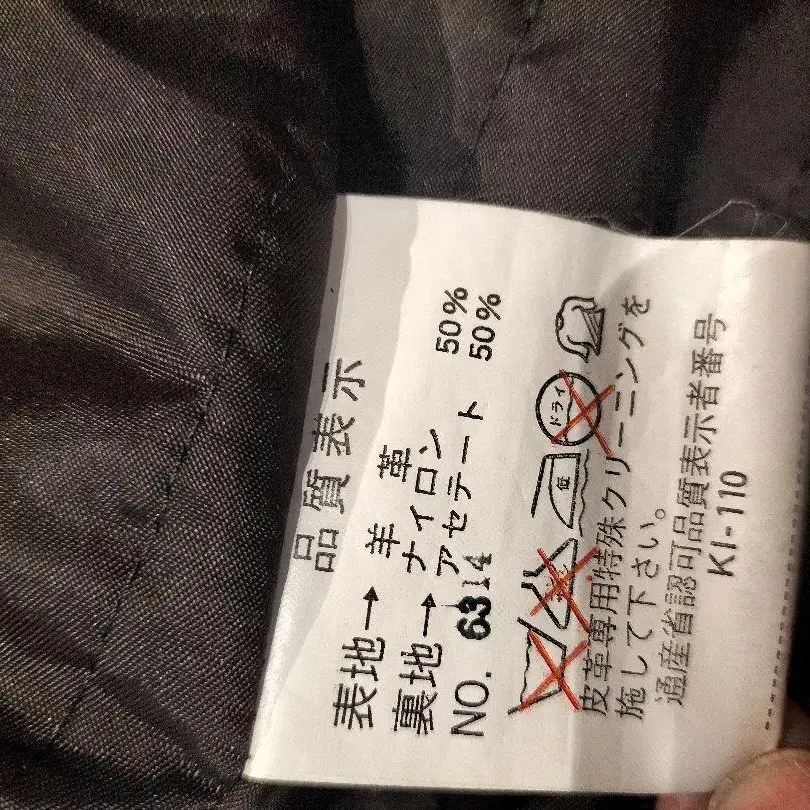 品質表示
表地→ 羊革
裏地→ ナイロン 50%
アセテート 50%
NO. 6314
低 ドライ
皮革専用特殊クリーニングを
施して下さい。
通産省認可品質表示者番号
KI-110